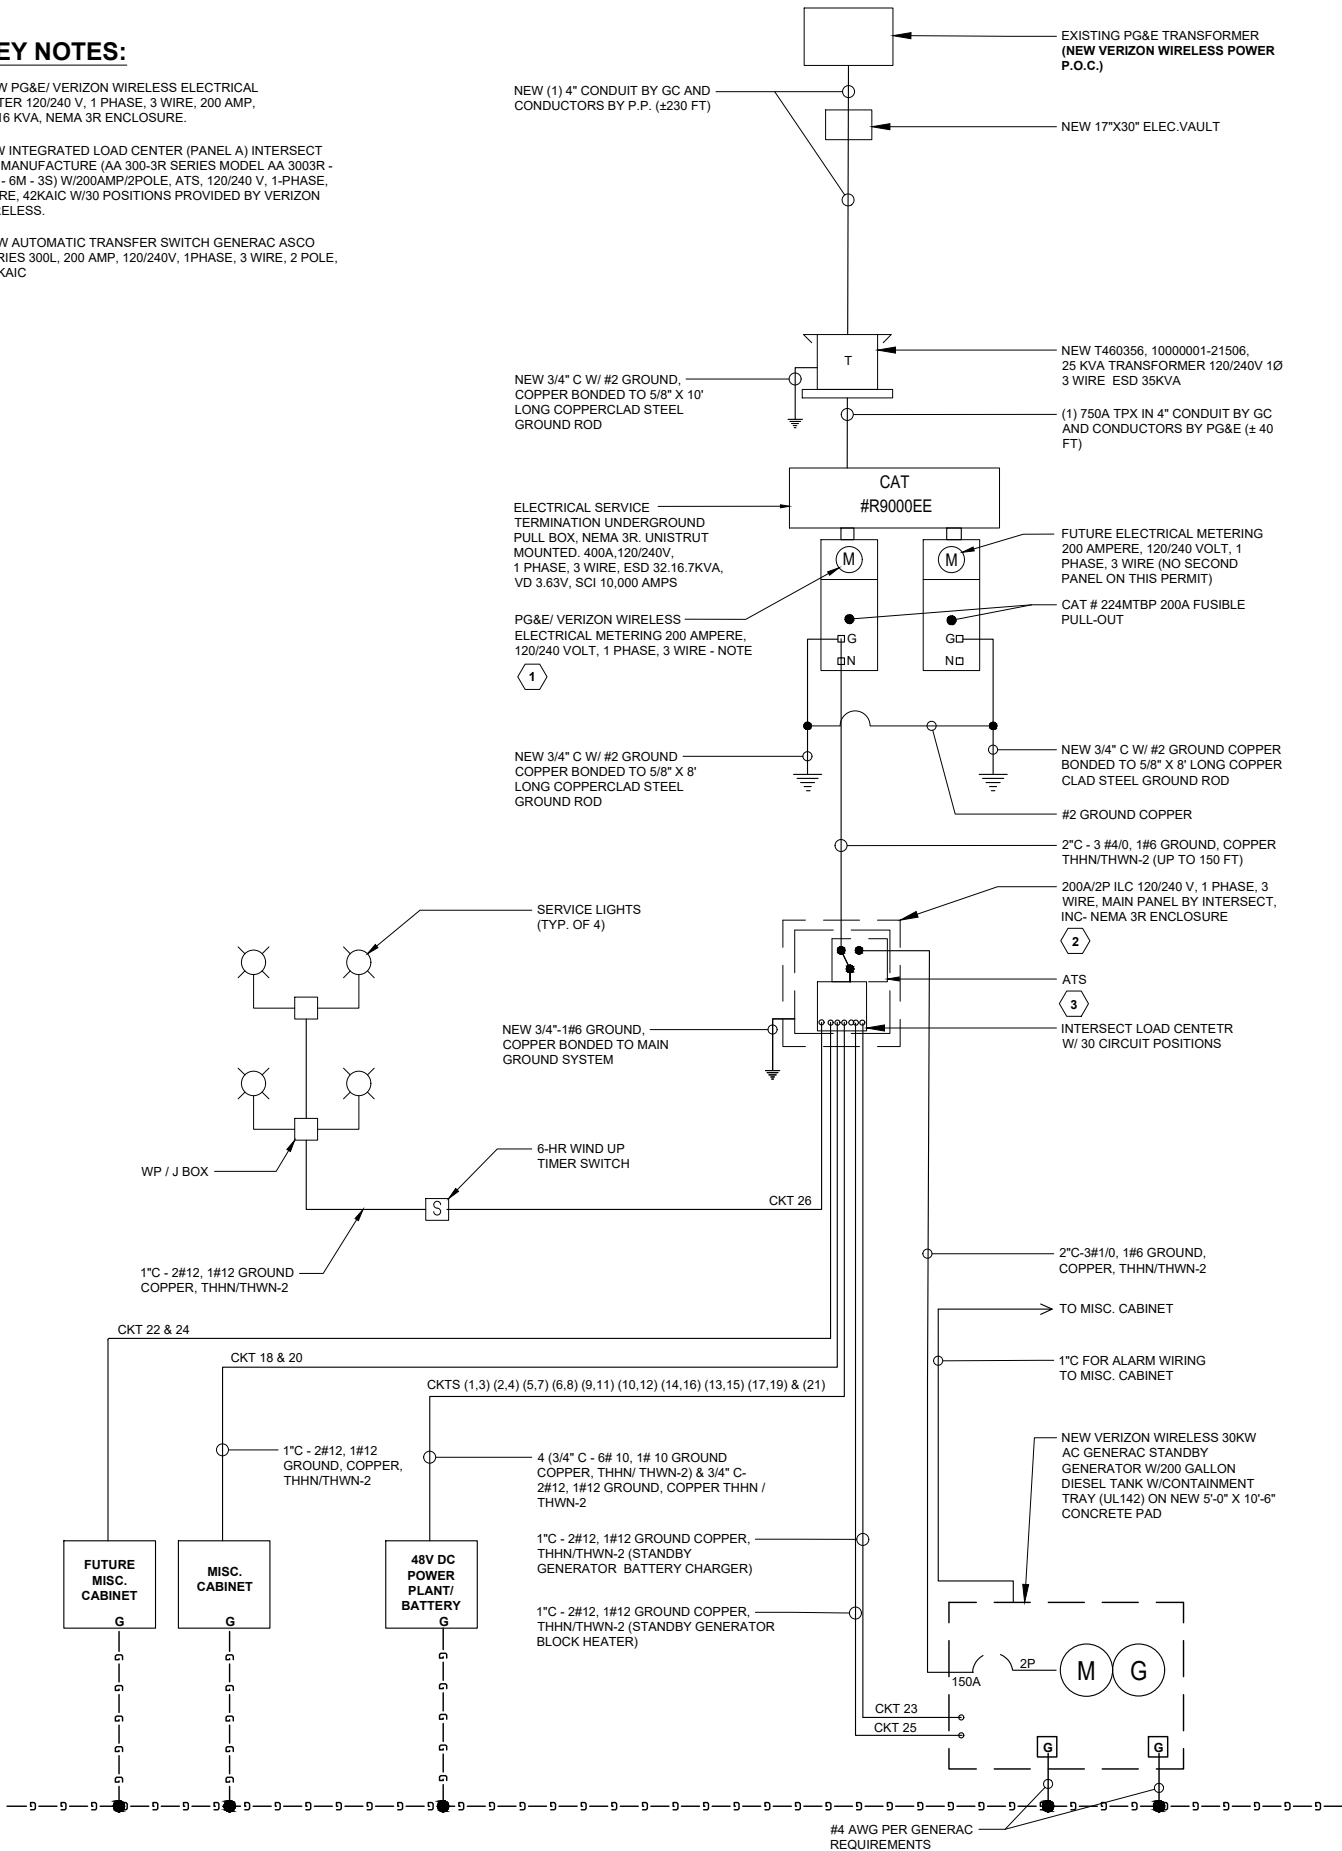 EY NOTES:
W PG&E/ VERIZON WIRELESS ELECTRICAL
TER 120/240 V, 1 PHASE, 3 WIRE, 200 AMP,
16 KVA, NEMA 3R ENCLOSURE.
W INTEGRATED LOAD CENTER (PANEL A) INTERSECT
MANUFACTURE (AA 300-3R SERIES MODEL AA 3003R -
- 6M - 3S) W/200AMP/2POLE, ATS, 120/240 V, 1-PHASE,
RE, 42KAIC W/30 POSITIONS PROVIDED BY VERIZON
ELESS.
W AUTOMATIC TRANSFER SWITCH GENERAC ASCO
RIES 300L, 200 AMP, 120/240V, 1PHASE, 3 WIRE, 2 POLE,
KAIC
EXISTING PG&E TRANSFORMER
(NEW VERIZON WIRELESS POWER
P.O.C.)
NEW (1) 4" CONDUIT BY GC AND
CONDUCTORS BY P.P. (±230 FT)
NEW 17"X30" ELEC.VAULT
T
NEW T460356, 10000001-21506,
25 KVA TRANSFORMER 120/240V 1Ø
3 WIRE ESD 35KVA
NEW 3/4" C W/ #2 GROUND,
COPPER BONDED TO 5/8" X 10'
LONG COPPERCLAD STEEL
GROUND ROD
(1) 750A TPX IN 4" CONDUIT BY GC
AND CONDUCTORS BY PG&E (± 40
FT)
CAT
#R9000EE
ELECTRICAL SERVICE
TERMINATION UNDERGROUND
PULL BOX, NEMA 3R. UNISTRUT
MOUNTED. 400A,120/240V,
1 PHASE, 3 WIRE, ESD 32.16.7KVA,
VD 3.63V, SCI 10,000 AMPS
M
M
FUTURE ELECTRICAL METERING
200 AMPERE, 120/240 VOLT, 1
PHASE, 3 WIRE (NO SECOND
PANEL ON THIS PERMIT)
CAT # 224MTBP 200A FUSIBLE
PULL-OUT
PG&E/ VERIZON WIRELESS
ELECTRICAL METERING 200 AMPERE,
120/240 VOLT, 1 PHASE, 3 WIRE - NOTE
1
G
N
G
N
NEW 3/4" C W/ #2 GROUND
COPPER BONDED TO 5/8" X 8'
LONG COPPERCLAD STEEL
GROUND ROD
NEW 3/4" C W/ #2 GROUND COPPER
BONDED TO 5/8" X 8' LONG COPPER
CLAD STEEL GROUND ROD
#2 GROUND COPPER
2"C - 3 #4/0, 1#6 GROUND, COPPER
THHN/THWN-2 (UP TO 150 FT)
200A/2P ILC 120/240 V, 1 PHASE, 3
WIRE, MAIN PANEL BY INTERSECT,
INC- NEMA 3R ENCLOSURE
2
ATS
3
INTERSECT LOAD CENTETR
W/ 30 CIRCUIT POSITIONS
SERVICE LIGHTS
(TYP. OF 4)
NEW 3/4"-1#6 GROUND,
COPPER BONDED TO MAIN
GROUND SYSTEM
6-HR WIND UP
TIMER SWITCH
WP / J BOX
S
CKT 26
1"C - 2#12, 1#12 GROUND
COPPER, THHN/THWN-2
2"C-3#1/0, 1#6 GROUND,
COPPER, THHN/THWN-2
TO MISC. CABINET
1"C FOR ALARM WIRING
TO MISC. CABINET
CKT 22 & 24
CKT 18 & 20
CKTS (1,3) (2,4) (5,7) (6,8) (9,11) (10,12) (14,16) (13,15) (17,19) & (21)
1"C - 2#12, 1#12
GROUND, COPPER,
THHN/THWN-2
4 (3/4" C - 6# 10, 1# 10 GROUND
COPPER, THHN/ THWN-2) & 3/4" C-
2#12, 1#12 GROUND, COPPER THHN /
THWN-2
1"C - 2#12, 1#12 GROUND COPPER,
THHN/THWN-2 (STANDBY
GENERATOR BATTERY CHARGER)
1"C - 2#12, 1#12 GROUND COPPER,
THHN/THWN-2 (STANDBY GENERATOR
BLOCK HEATER)
NEW VERIZON WIRELESS 30KW
AC GENERAC STANDBY
GENERATOR W/200 GALLON
DIESEL TANK W/CONTAINMENT
TRAY (UL142) ON NEW 5'-0" X 10'-6"
CONCRETE PAD
FUTURE
MISC.
CABINET
G
MISC.
CABINET
G
48V DC
POWER
PLANT/
BATTERY
G
2P
150A
M
G
CKT 23
CKT 25
G
G
G G G G
G G G G
G G G G
G G G G G G G G G G G G G G G G G G G G G
#4 AWG PER GENERAC
REQUIREMENTS